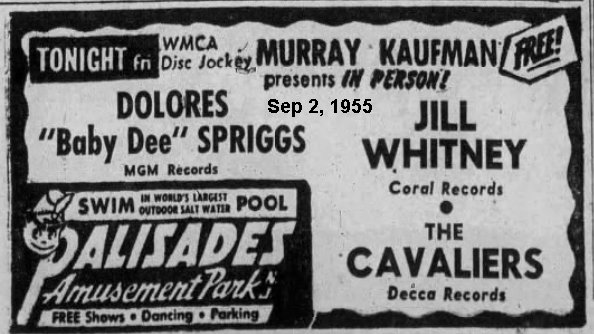 TONIGHT fri WMCA Disc Jockey MURRAY KAUFMAN FREE!
presents IN PERSON!
Sep 2, 1955
DOLORES
"Baby Dee" SPRIGGS
MGM Records
JILL
WHITNEY
Coral Records
•
THE
CAVALIERS
Decca Records
SWIM IN WORLD'S LARGEST OUTDOOR SALT WATER POOL
PALISADES
Amusement Park N.J.
FREE Shows • Dancing • Parking